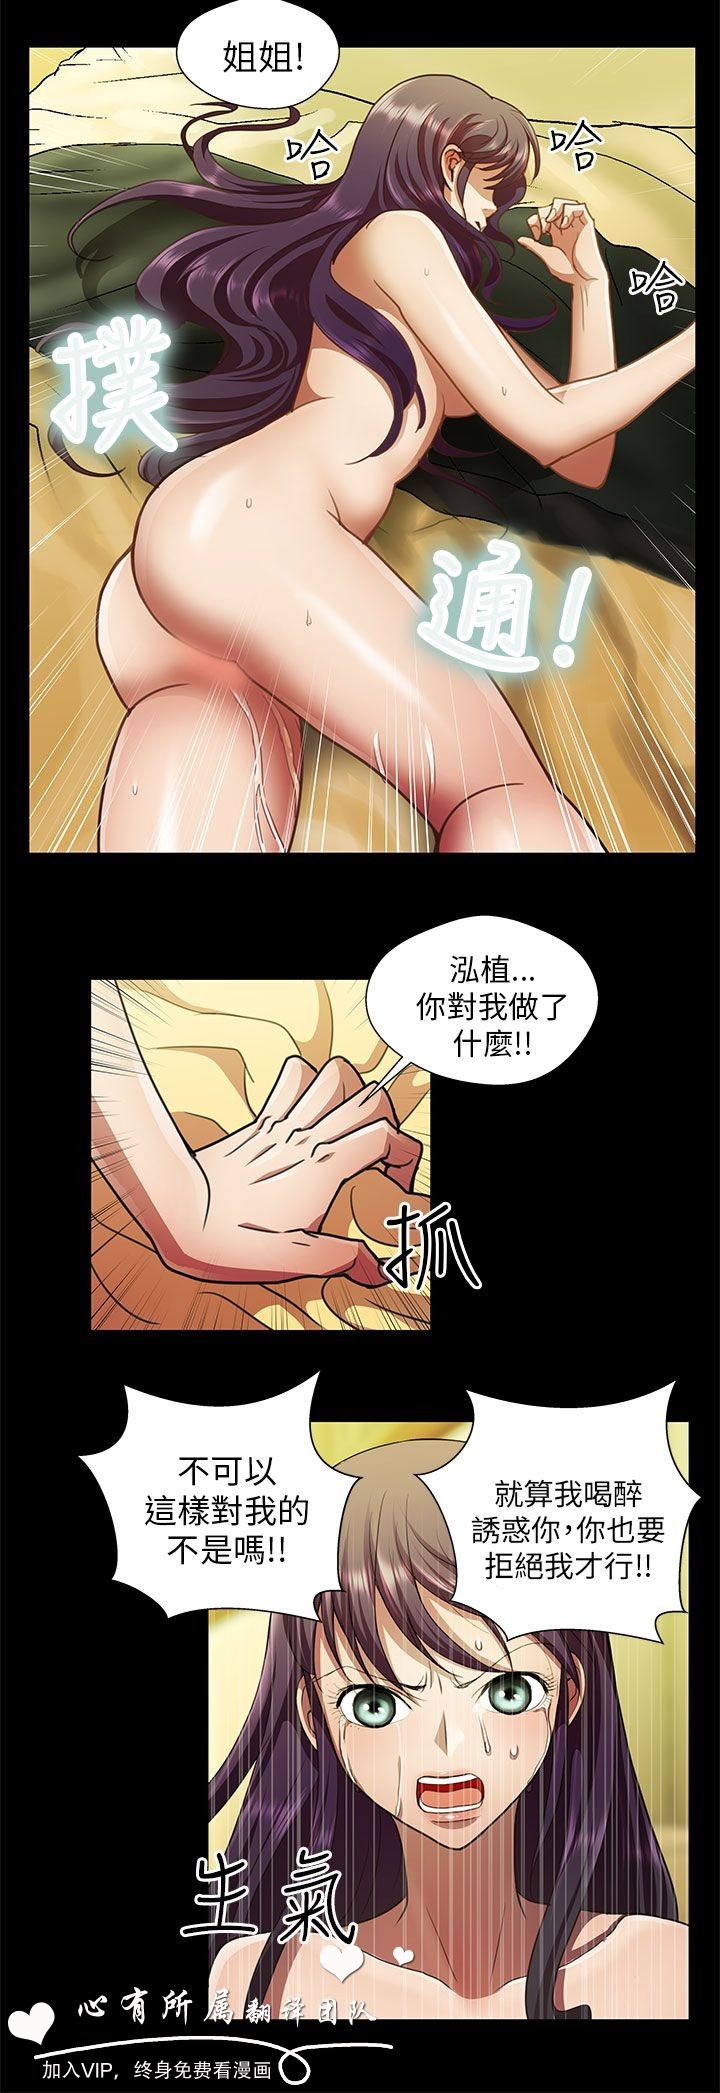 姐姐!
哈
哈
哈
撲
通!
泓植...
你對我做了
什麼!!
抓
不可以
這樣對我的
不是嗎!!
就算我喝醉
誘惑你,你也要
拒絕我才行!!
生氣
心有所属翻译团队
加入VIP，终身免费看漫画